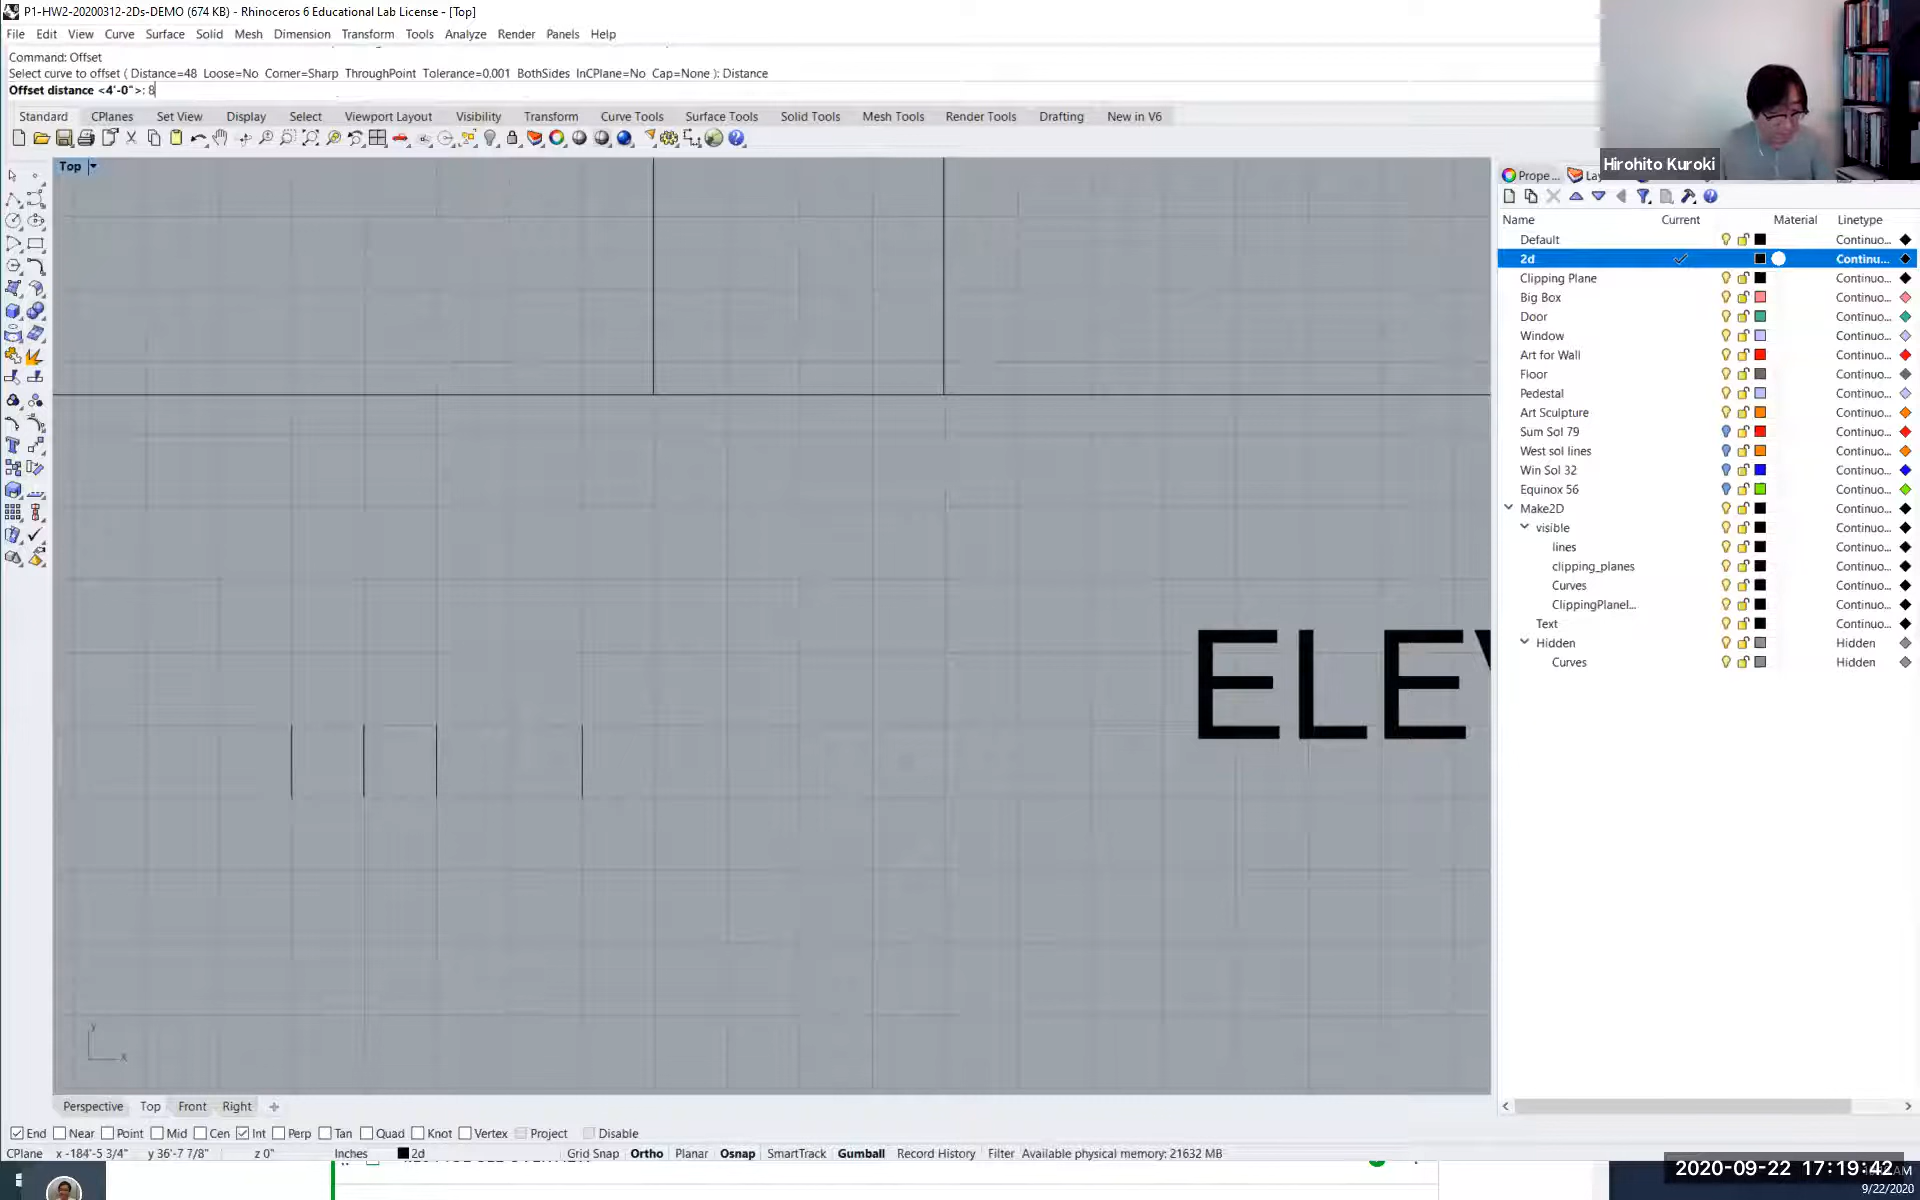 P1-HW2-20200312-2Ds-DEMO (674 KB) - Rhinoceros 6 Educational Lab License - [Top]
File Edit View Curve Surface Solid Mesh Dimension Transform Tools Analyze Render Panels Help
Command: Offset
Select curve to offset ( Distance=48 Loose=No Corner=Sharp ThroughPoint Tolerance=0.001 BothSides InCPlane=No Cap=None ): Distance
Offset distance <4'-0">: 8
Standard CPlanes Set View Display Select Viewport Layout Visibility Transform Curve Tools Surface Tools Solid Tools Mesh Tools Render Tools Drafting New in V6
Hirohito Kuroki
Top
Prope...
Name Current Material Linetype
Default Continuo...
2d Continu...
Clipping Plane Continuo...
Big Box Continuo...
Door Continuo...
Window Continuo...
Art for Wall Continuo...
Floor Continuo...
Pedestal Continuo...
Art Sculpture Continuo...
Sum Sol 79 Continuo...
West sol lines Continuo...
Win Sol 32 Continuo...
Equinox 56 Continuo...
Make2D Continuo...
visible Continuo...
lines Continuo...
clipping_planes Continuo...
Curves Continuo...
ClippingPlanel... Continuo...
Text Continuo...
Hidden Hidden
Curves Hidden
ELE
y
x
Perspective Top Front Right
End Near Point Mid Cen Int Perp Tan Quad Knot Vertex Project Disable
CPlane x -184'-5 3/4" y 36'-7 7/8" z 0" Inches 2d Grid Snap Ortho Planar Osnap SmartTrack Gumball Record History Filter Available physical memory: 21632 MB
2020-09-22 17:19:42
9/22/2020